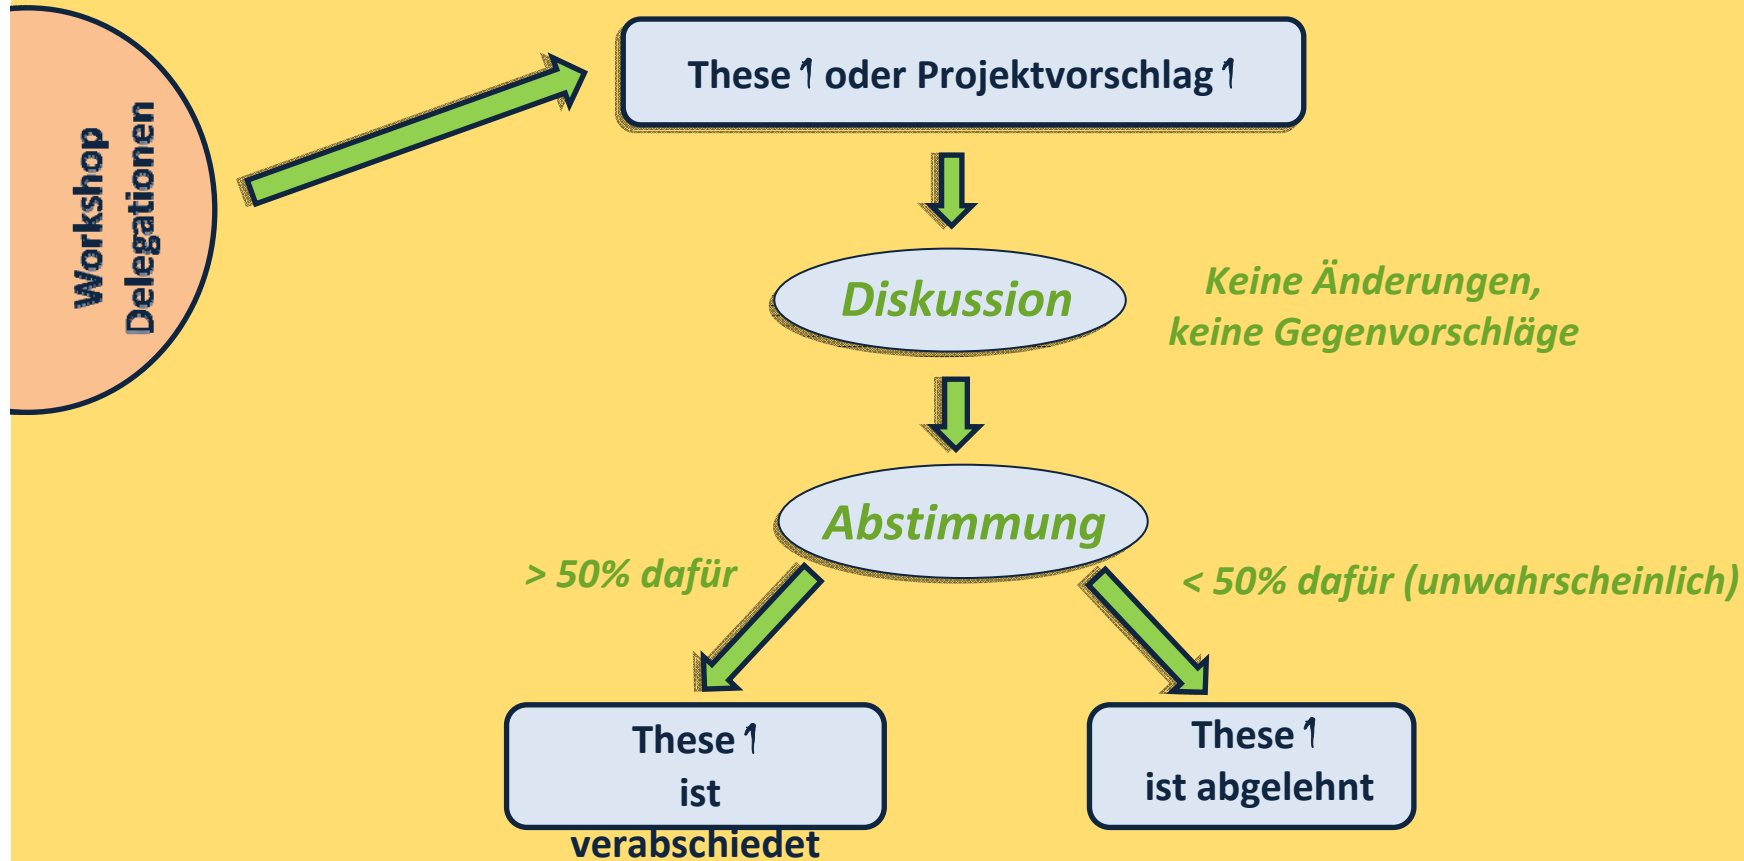 Workshop
Delegationen
These 1 oder Projektvorschlag 1
Diskussion
Keine Änderungen,
keine Gegenvorschläge
Abstimmung
> 50% dafür
< 50% dafür (unwahrscheinlich)
These 1
ist
verabschiedet
These 1
ist abgelehnt